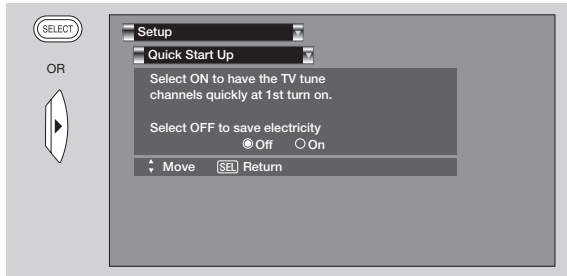 SELECT
OR
Setup
Quick Start Up
Select ON to have the TV tune
channels quickly at 1st turn on.
Select OFF to save electricity
Off On
Move SEL Return